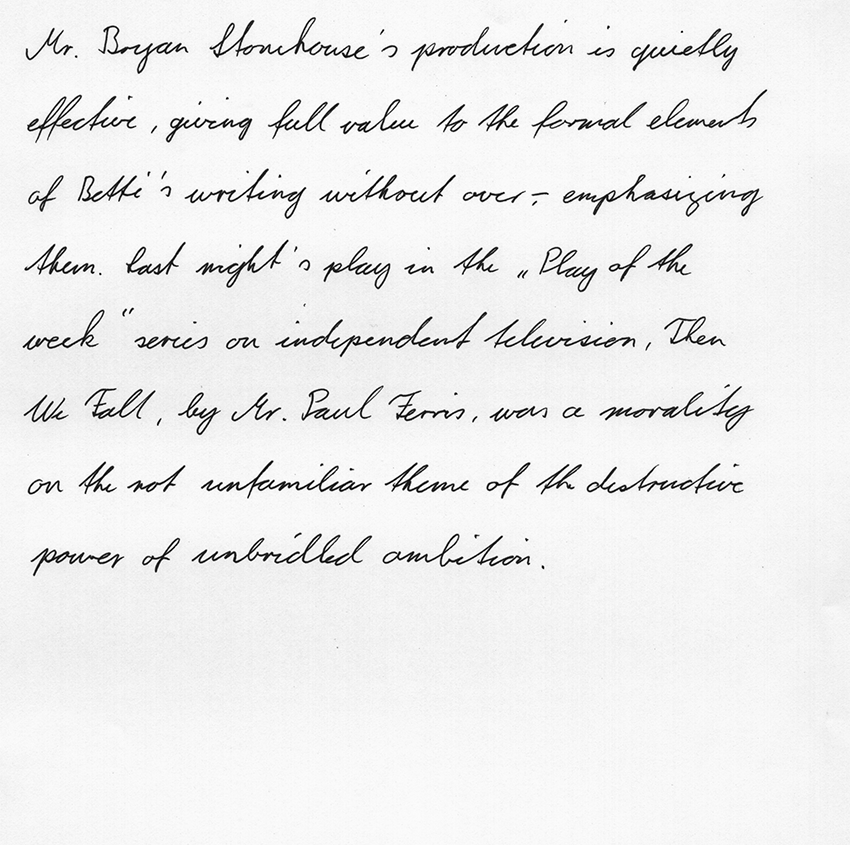 Mr. Bryan Stonehouse's production is quietly
effective, giving full value to the formal elements
of Betti's writing without over-emphasizing
them. Last night's play in the „Play of the
week" series on independent television, Then
We Fall, by Mr. Paul Ferris, was a morality
on the not unfamiliar theme of the destructive
power of unbridled ambition.